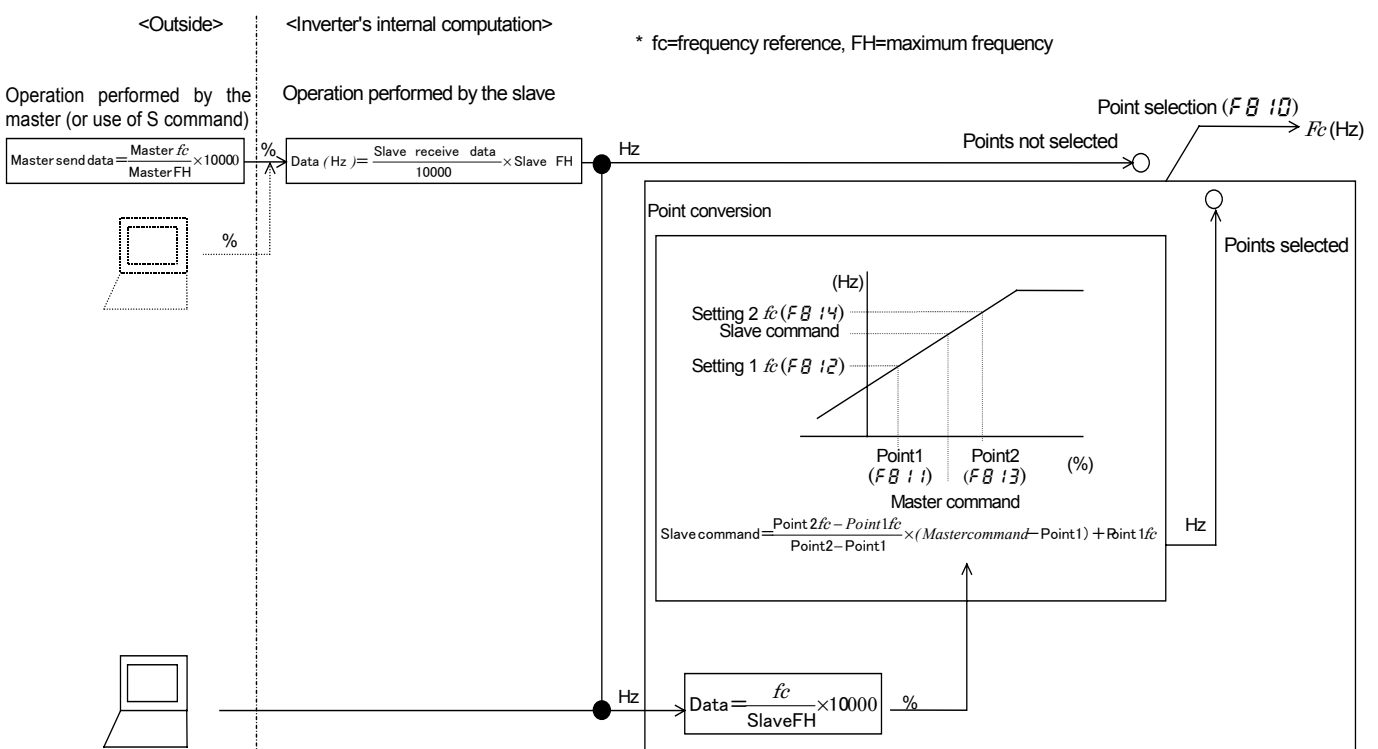 <Outside>
<Inverter's internal computation>
* fc=frequency reference, FH=maximum frequency
Operation performed by the
master (or use of S command)
Operation performed by the slave
Point selection (F810)
Fc (Hz)
Points not selected
Master send data=Master fc/Master FH×10000
%
Data (Hz)=Slave receive data/10000×Slave FH
Hz
%
Point conversion
Points selected
(Hz)
Setting 2 fc (F814)
Slave command
Setting 1 fc (F812)
Point1
(F811)
Point2
(F813)
(%)
Master command
Slave command=Point 2fc–Point1fc/Point2–Point1×(Mastercommand–Point1)+Point 1fc
Hz
Hz
Data=fc/SlaveFH×10000
%